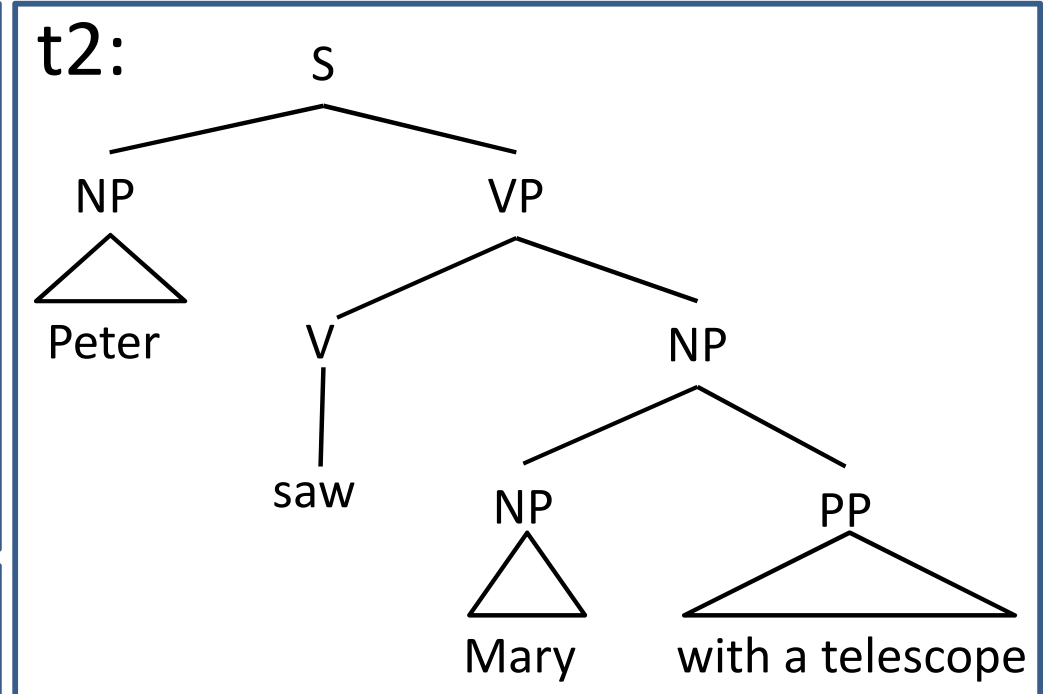 t2:
S
NP VP
Peter V NP
saw NP PP
Mary with a telescope